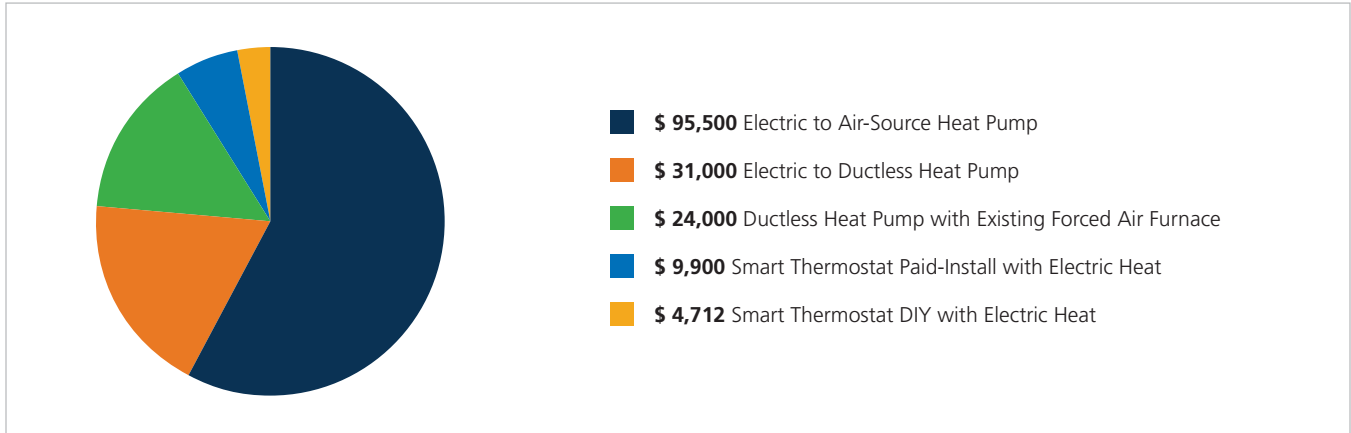 $ 95,500 Electric to Air-Source Heat Pump
$ 31,000 Electric to Ductless Heat Pump
$ 24,000 Ductless Heat Pump with Existing Forced Air Furnace
$ 9,900 Smart Thermostat Paid-Install with Electric Heat
$ 4,712 Smart Thermostat DIY with Electric Heat